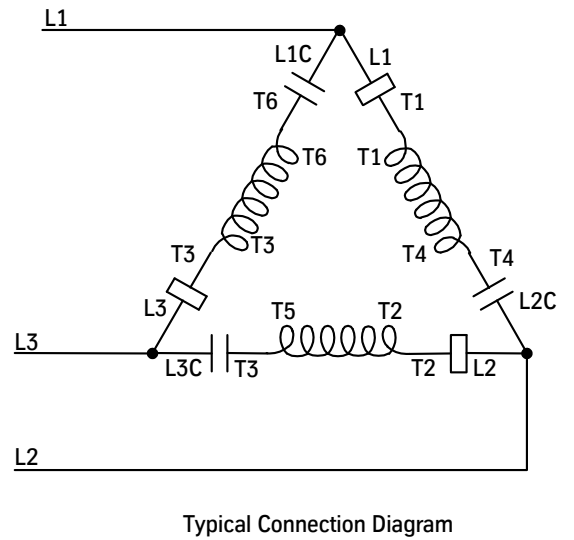 L1
L1C
L1
T6
T1
T6
T1
T3
T4
T3
T4
L3
L2C
T5
T2
L3
L3C
T3
T2
L2
L2
Typical Connection Diagram